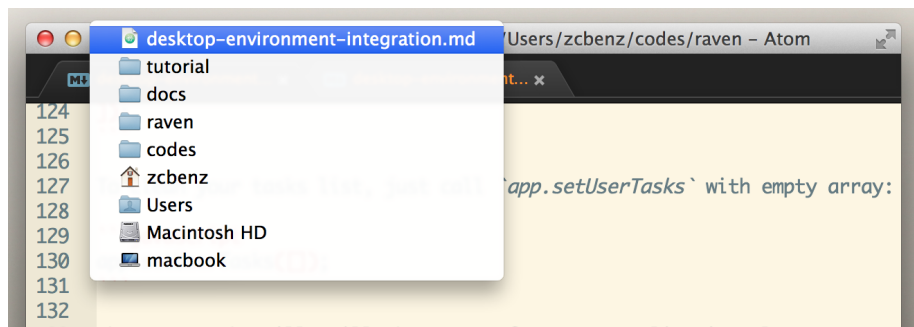 desktop-environment-integration.md /Users/zcbenz/codes/raven – Atom
tutorial
M↓ nt... ×
docs
124
raven
125
codes
126
zcbenz
127 `app.setUserTasks` with empty array:
Users
128
Macintosh HD
129
macbook
130
131
132